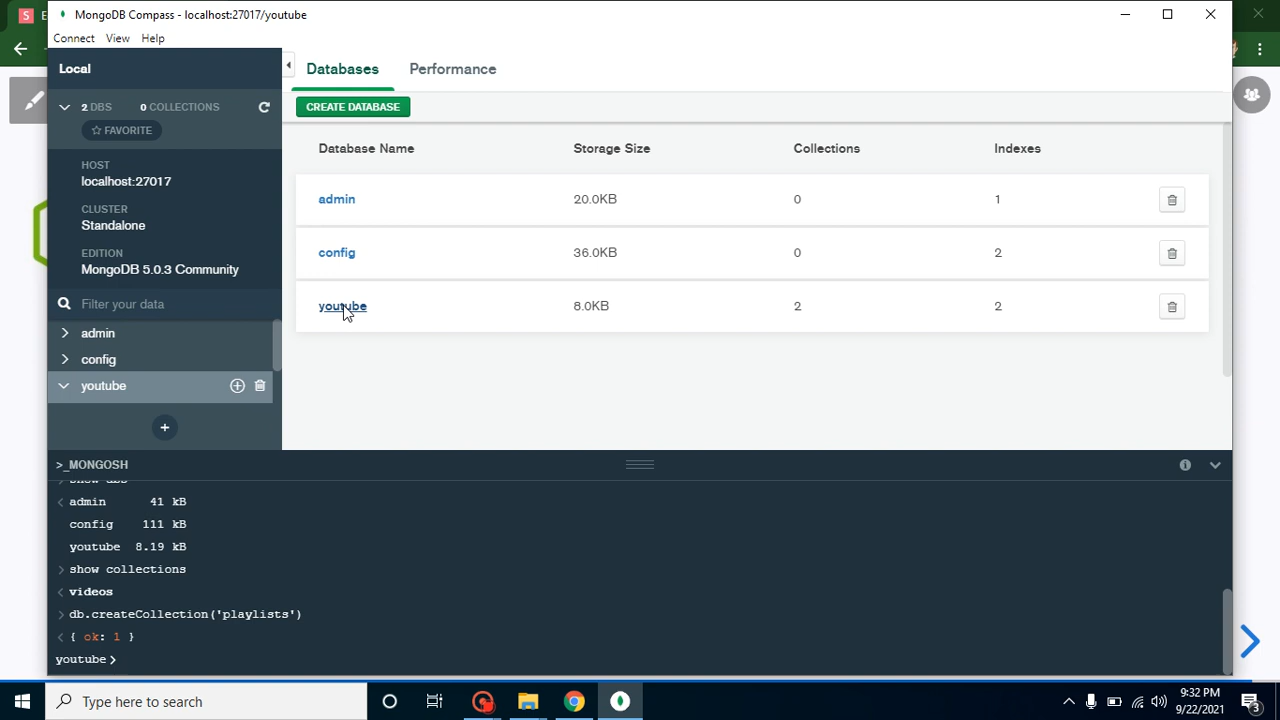 MongoDB Compass - localhost:27017/youtube
Connect View Help
Local
2 DBS 0 COLLECTIONS
FAVORITE
HOST
localhost:27017
CLUSTER
Standalone
EDITION
MongoDB 5.0.3 Community
Filter your data
admin
config
youtube
Databases Performance
CREATE DATABASE
Database Name Storage Size Collections Indexes
admin 20.0KB 0 1
config 36.0KB 0 2
youtube 8.0KB 2 2
>_MONGOSH
show dbs
admin 41 kB
config 111 kB
youtube 8.19 kB
show collections
videos
db.createCollection('playlists')
{ ok: 1 }
youtube>
Type here to search
9:32 PM
9/22/2021
3